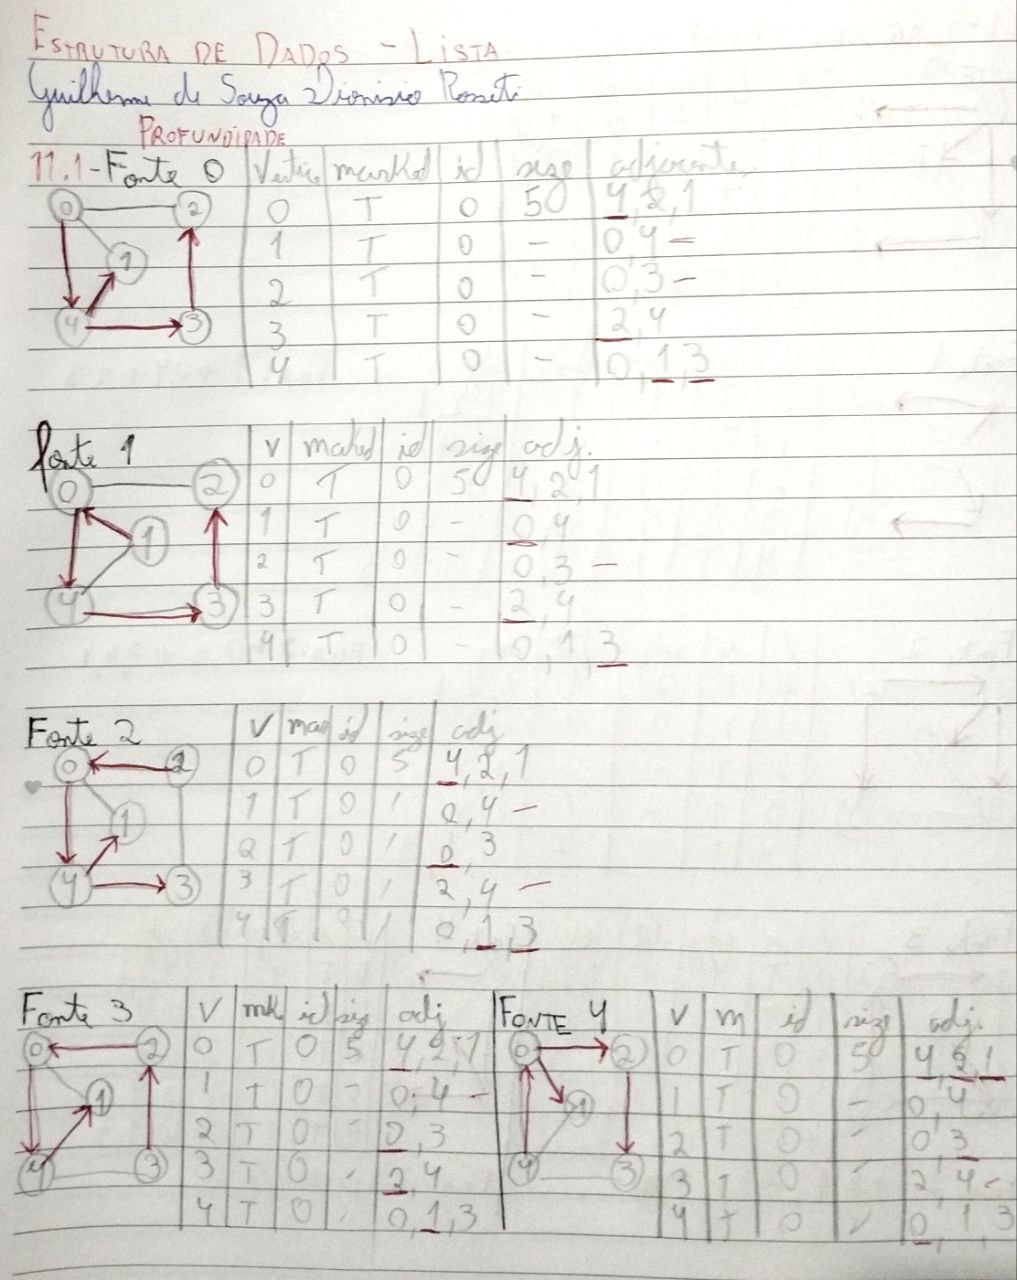 ESTRUTURA DE DADOS - LISTA
Guilherme de Souza Dionisio Rosseti
PROFUNDIDADE
11.1-Fonte 0 Vertice marked id size adjacente
0 T 0 5 4,2,1
1 T 0 - 0,4 -
2 T 0 - 0,3 -
3 T 0 - 2,4
4 T 0 - 0,1,3
0 2
1
4 3
fonte 1 V maked id size adj.
0 T 0 5 4,2,1
1 T 0 - 0,4
2 T 0 - 0,3 -
3 T 0 - 2,4
4 T 0 - 0,1,3
0 2
1
4 3
Fonte 2 V mar id size adj
0 T 0 5 4,2,1
1 T 0 / 0,4 -
2 T 0 / 0,3
3 T 0 / 2,4 -
4 T 0 / 0,1,3
0 2
1
4 3
Fonte 3 V mk id siz adj
0 T 0 5 4,2,1
1 T 0 - 0,4 -
2 T 0 - 0,3
3 T 0 - 2,4
4 T 0 - 0,1,3
0 2
1
4 3
FONTE 4 V m id size adj.
0 T 0 5 4,2,1
1 T 0 - 0,4
2 T 0 - 0,3
3 T 0 - 2,4 -
4 T 0 / 0,1,3
0 2
1
4 3